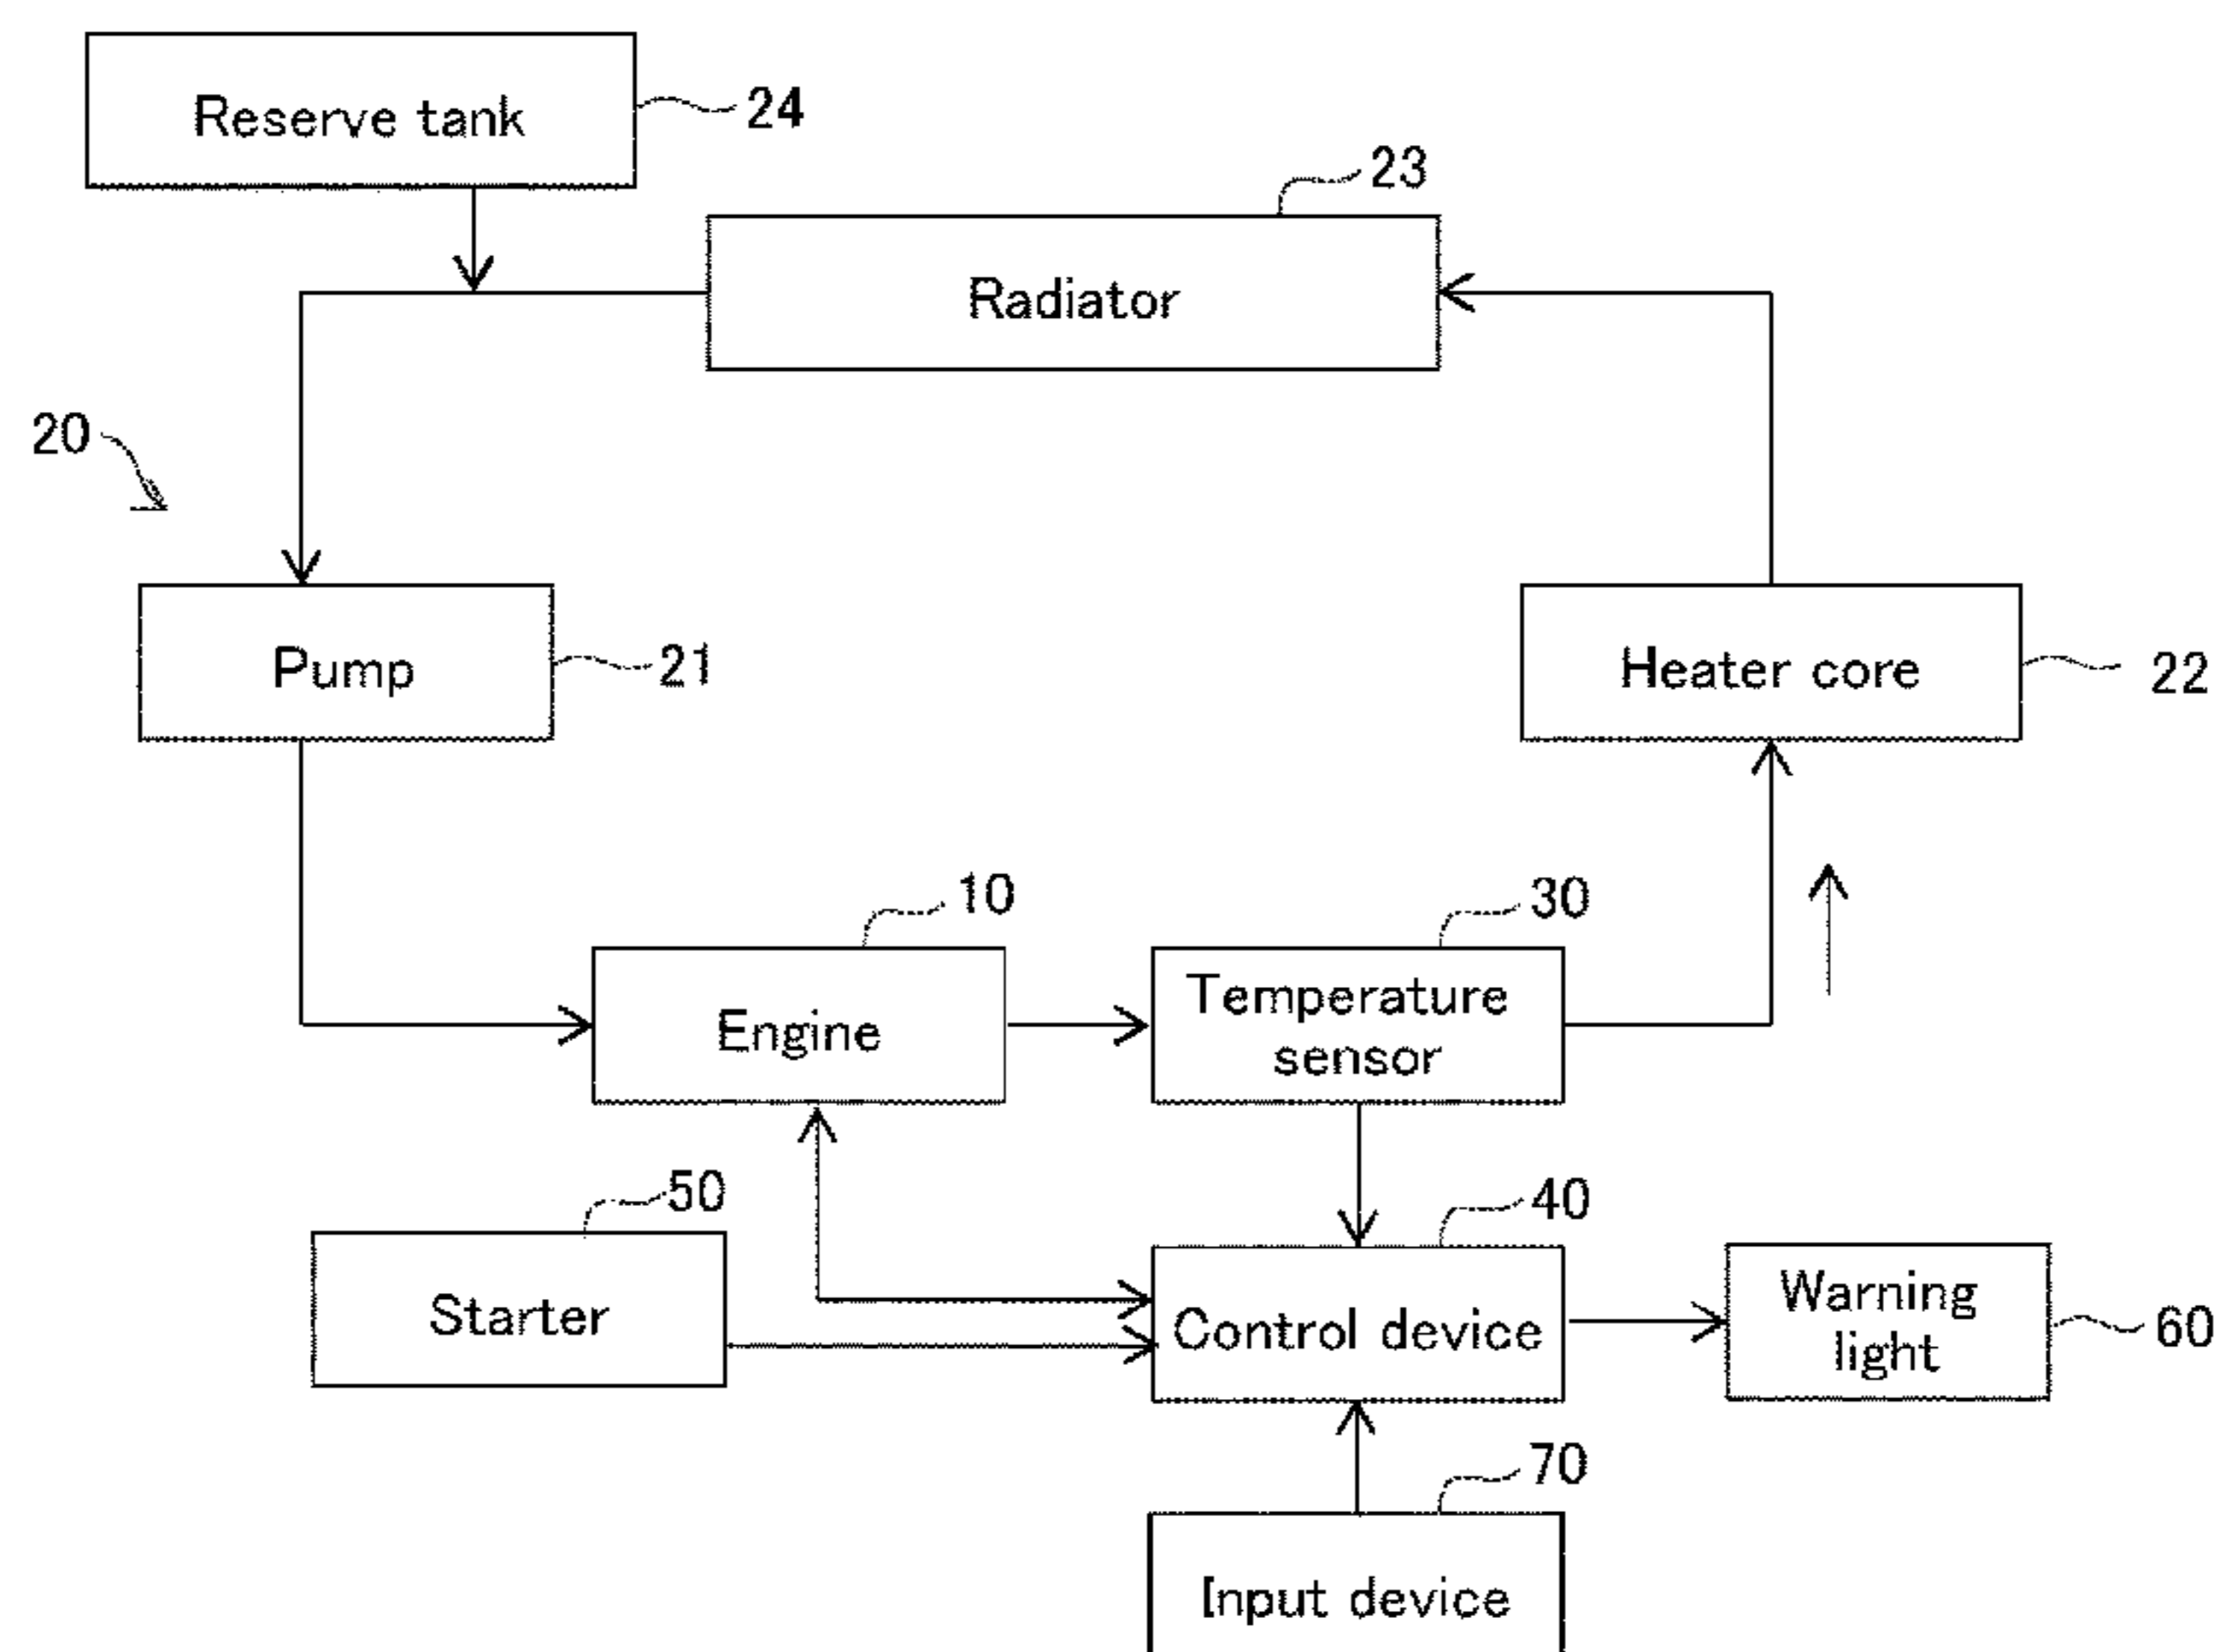 Reserve tank
24
23
Radiator
20
Pump
21
Heater core
22
10
30
Engine
Temperature
sensor
50
40
Starter
Control device
Warning
light
60
70
Input device